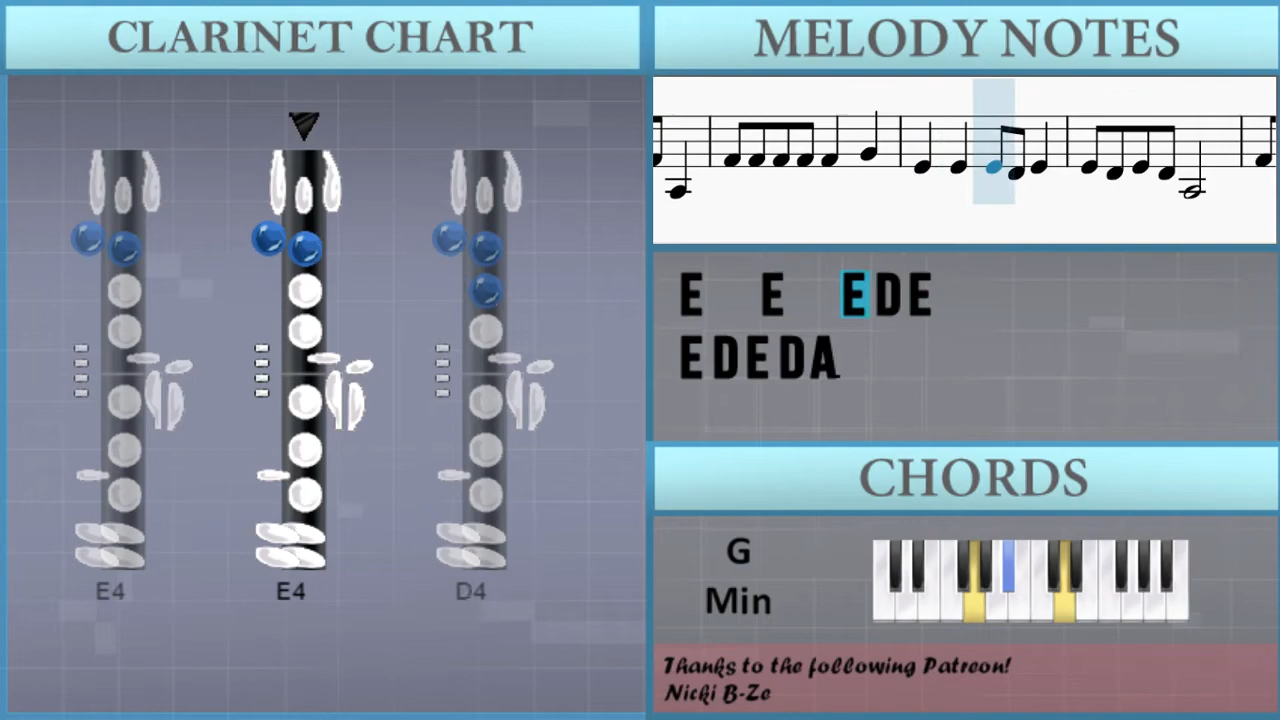 CLARINET CHART
E4
E4
D4
MELODY NOTES
E E EDE
EDEDA
CHORDS
G
Min
Thanks to the following Patreon!
Nicki B-Ze